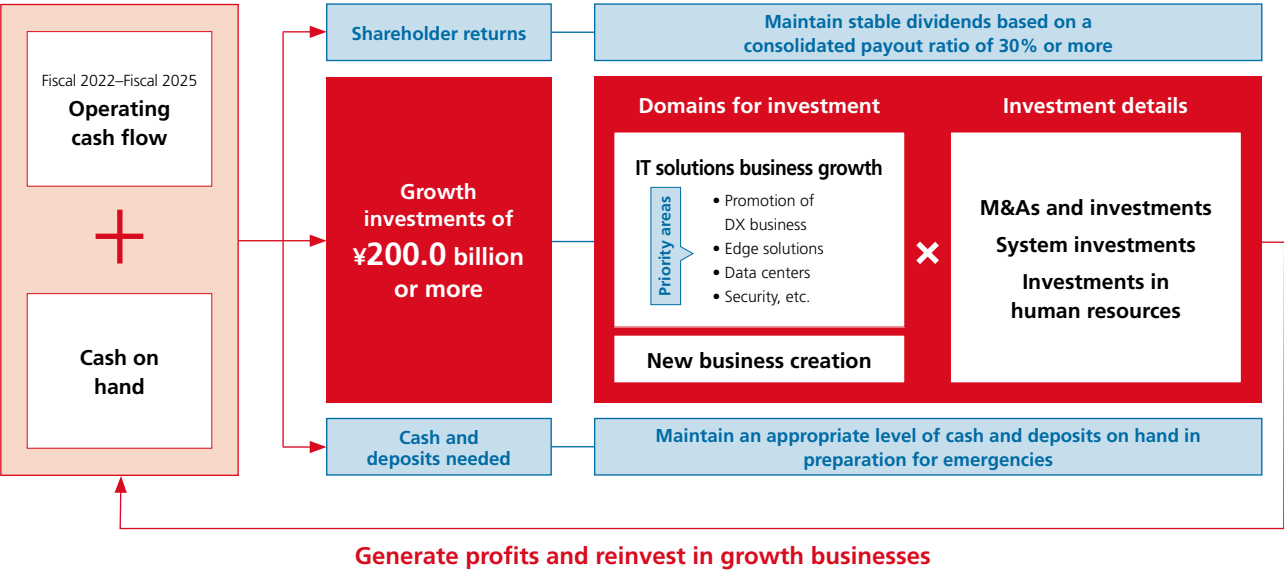 Fiscal 2022–Fiscal 2025
Operating
cash flow
+
Cash on
hand
Shareholder returns
Maintain stable dividends based on a
consolidated payout ratio of 30% or more
Growth
investments of
¥200.0 billion
or more
Domains for investment
IT solutions business growth
Priority areas
• Promotion of
DX business
• Edge solutions
• Data centers
• Security, etc.
New business creation
×
Investment details
M&As and investments
System investments
Investments in
human resources
Cash and
deposits needed
Maintain an appropriate level of cash and deposits on hand in
preparation for emergencies
Generate profits and reinvest in growth businesses